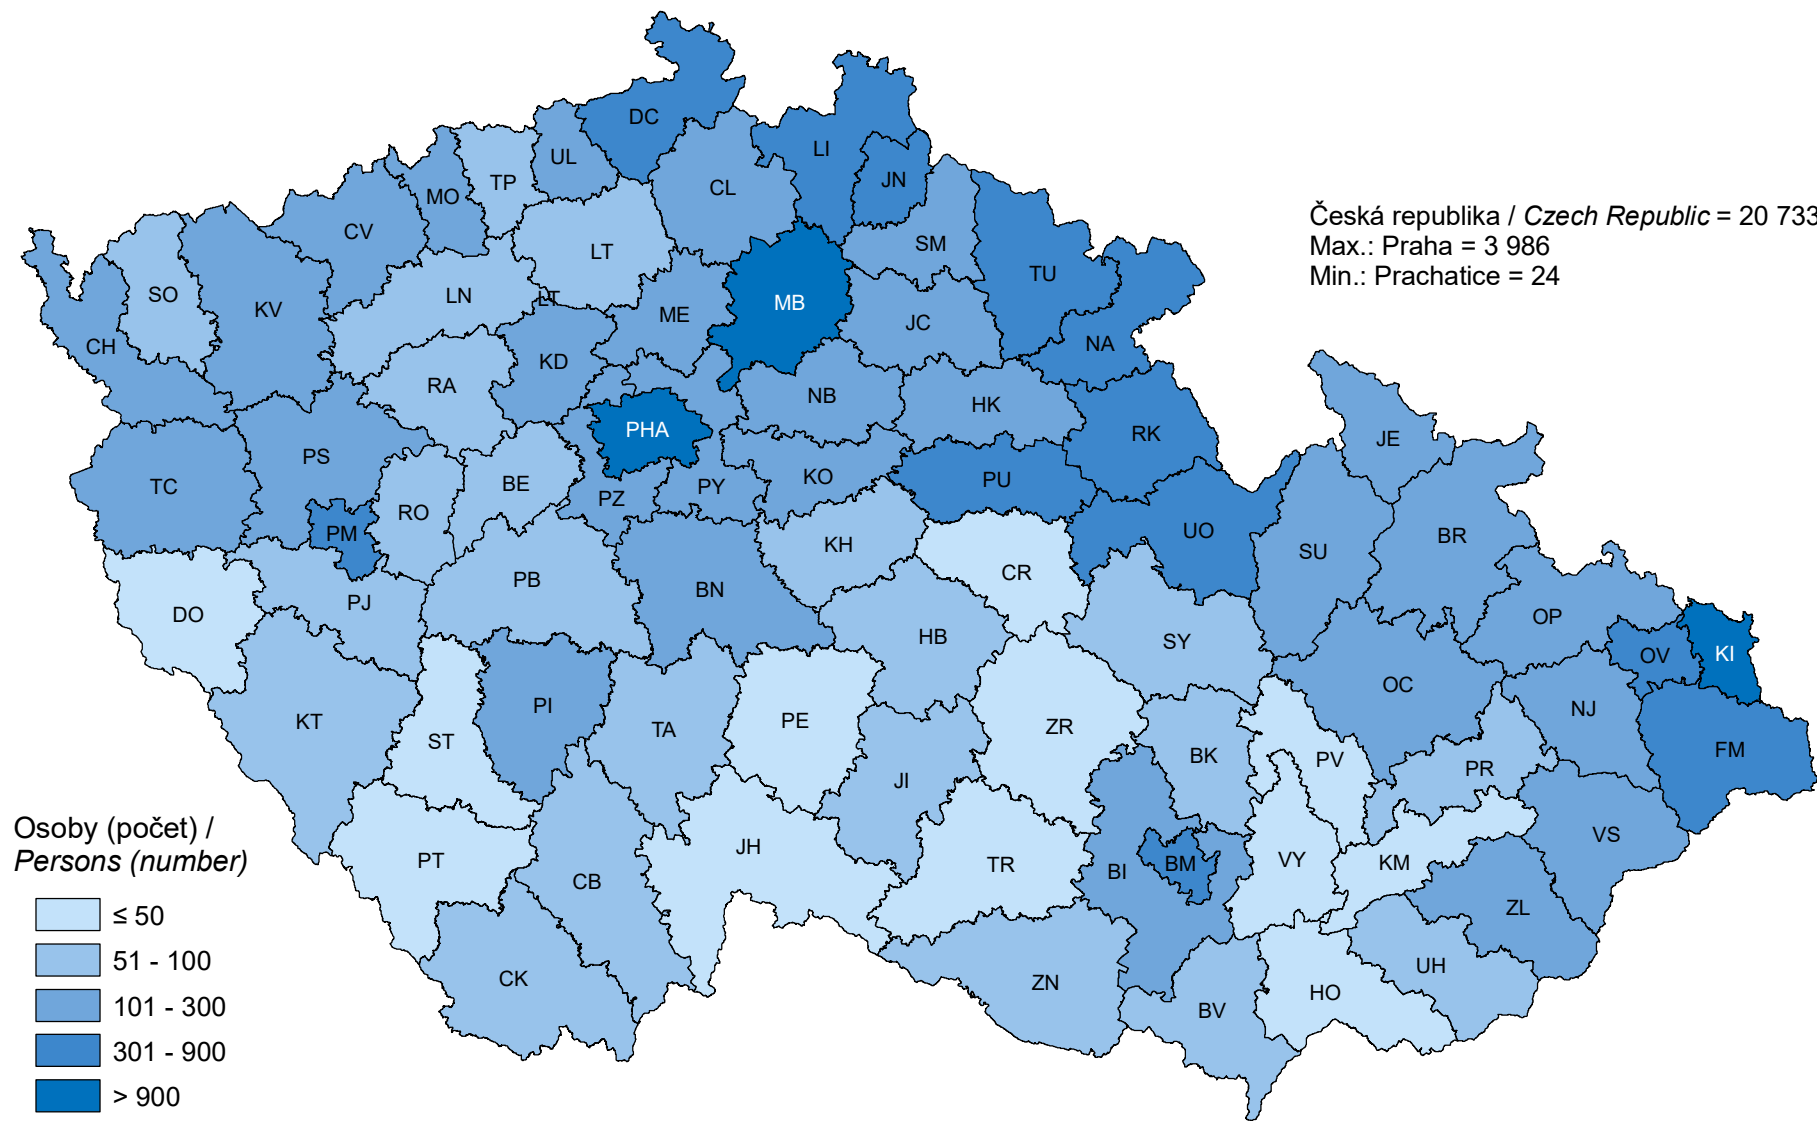 DC
LI
UL
JN
TP
CL
MO
CV
SM
LT
TU
Česká republika / Czech Republic = 20 733
Max.: Praha = 3 986
Min.: Prachatice = 24
SO
LN
LT
KV
MB
ME
JC
CH
KD
NA
RA
NB
HK
PHA
RK
JE
PS
TC
BE
KO
PU
PZ
PY
RO
PM
UO
BR
SU
KH
CR
PB
BN
PJ
DO
OP
HB
SY
OV
KI
OC
PI
NJ
KT
PE
TA
ZR
ST
BK
PV
FM
PR
JI
Osoby (počet) /
Persons (number)
VS
JH
PT
TR
BI
BM
VY
KM
CB
≤ 50
ZL
51 - 100
UH
CK
ZN
HO
101 - 300
BV
301 - 900
> 900